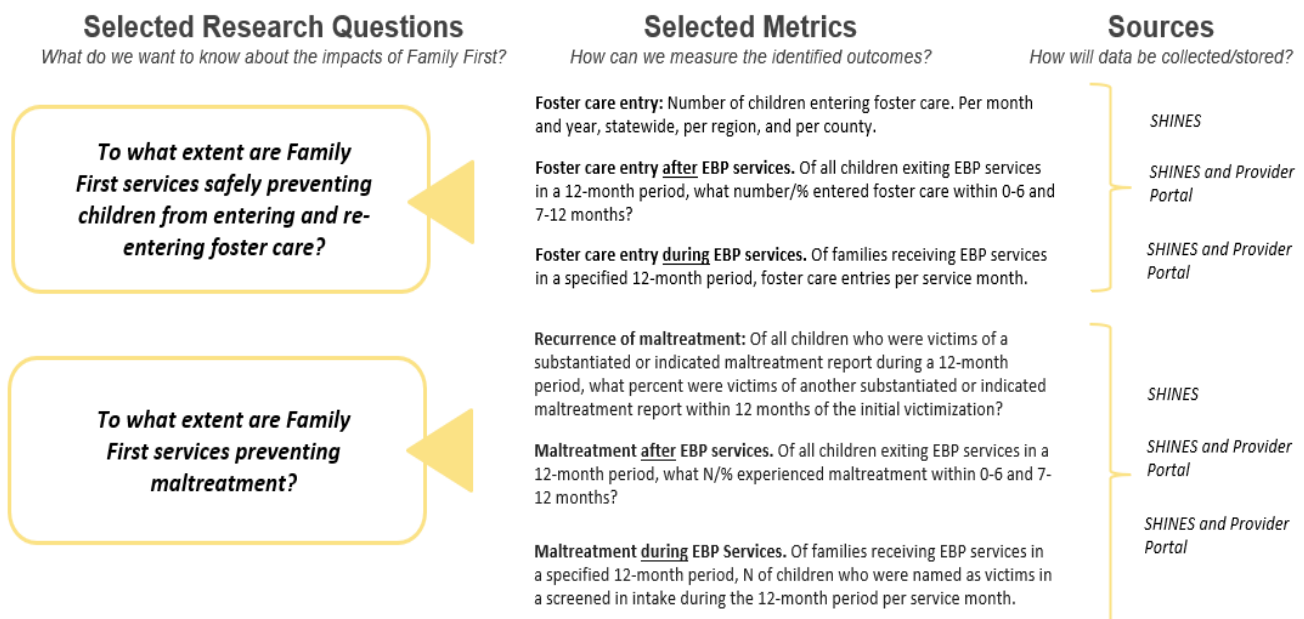 Selected Research Questions
What do we want to know about the impacts of Family First?
Selected Metrics
How can we measure the identified outcomes?
Sources
How will data be collected/stored?
To what extent are Family
First services safely preventing
children from entering and re-
entering foster care?
Foster care entry: Number of children entering foster care. Per month
and year, statewide, per region, and per county.
Foster care entry after EBP services. Of all children exiting EBP services
in a 12-month period, what number/% entered foster care within 0-6 and
7-12 months?
Foster care entry during EBP services. Of families receiving EBP services
in a specified 12-month period, foster care entries per service month.
SHINES
SHINES and Provider
Portal
SHINES and Provider
Portal
To what extent are Family
First services preventing
maltreatment?
Recurrence of maltreatment: Of all children who were victims of a
substantiated or indicated maltreatment report during a 12-month
period, what percent were victims of another substantiated or indicated
maltreatment report within 12 months of the initial victimization?
Maltreatment after EBP services. Of all children exiting EBP services in a
12-month period, what N/% experienced maltreatment within 0-6 and 7-
12 months?
Maltreatment during EBP Services. Of families receiving EBP services in
a specified 12-month period, N of children who were named as victims in
a screened in intake during the 12-month period per service month.
SHINES
SHINES and Provider
Portal
SHINES and Provider
Portal